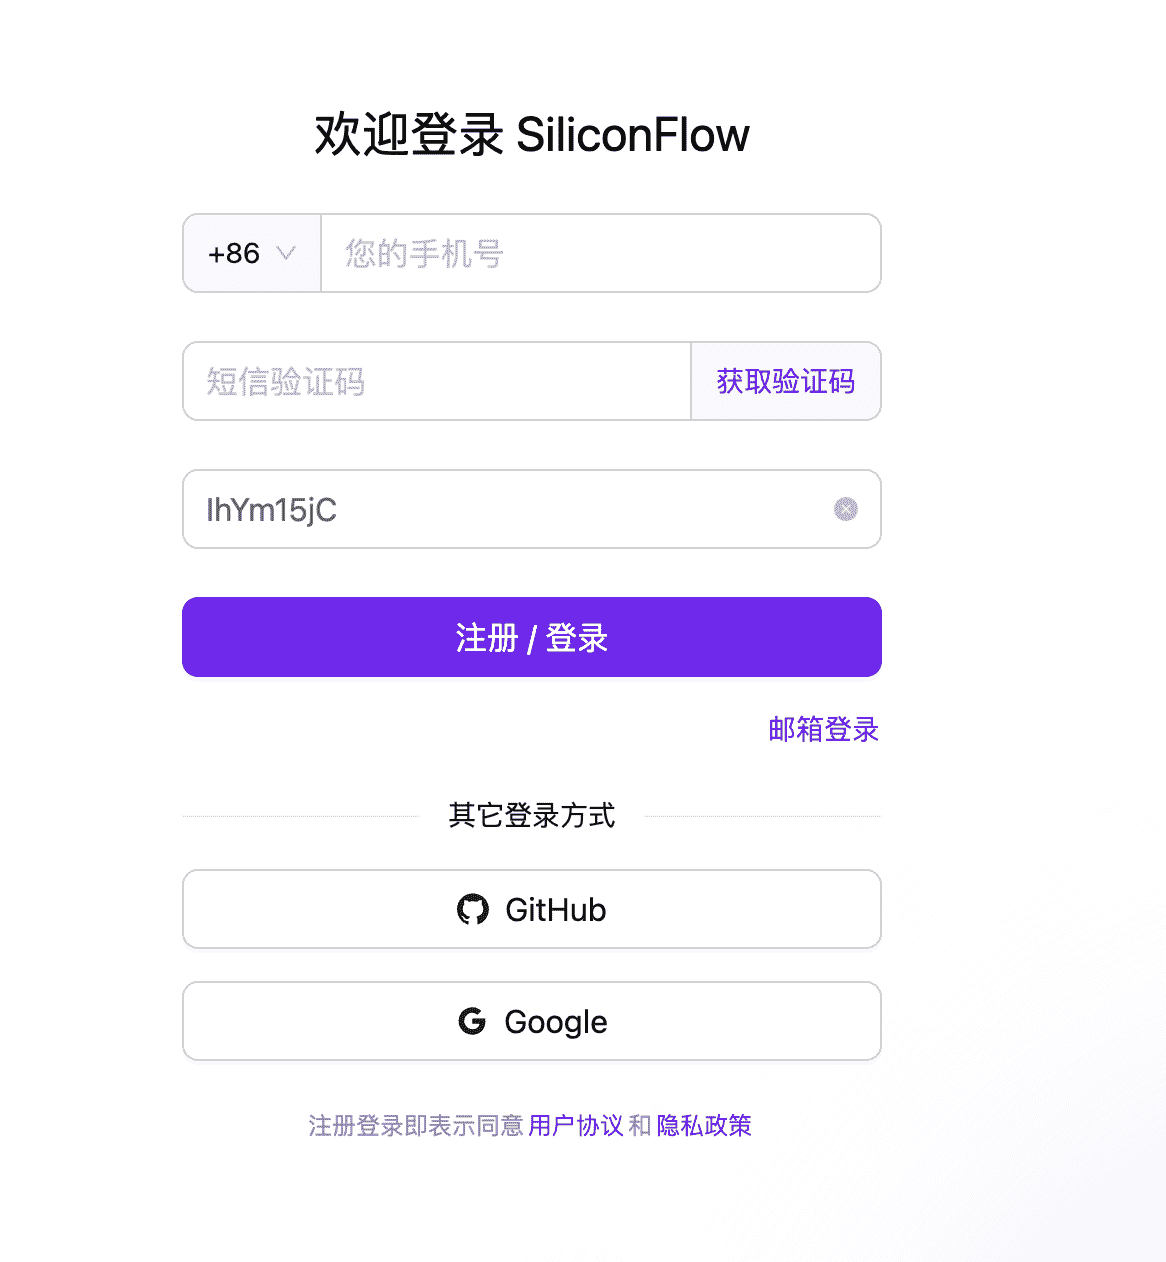 欢迎登录 SiliconFlow
+86 您的手机号
短信验证码 获取验证码
IhYm15jC
注册 / 登录
邮箱登录
其它登录方式
GitHub
Google
注册登录即表示同意 用户协议 和 隐私政策